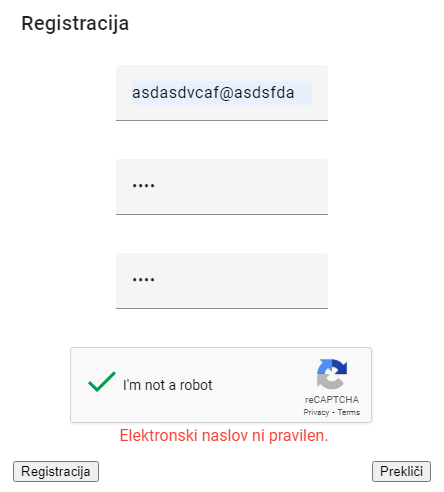 Registracija
asdasdvcaf@asdsfda
••••
••••
I'm not a robot
reCAPTCHA
Privacy - Terms
Elektronski naslov ni pravilen.
Registracija Prekliči